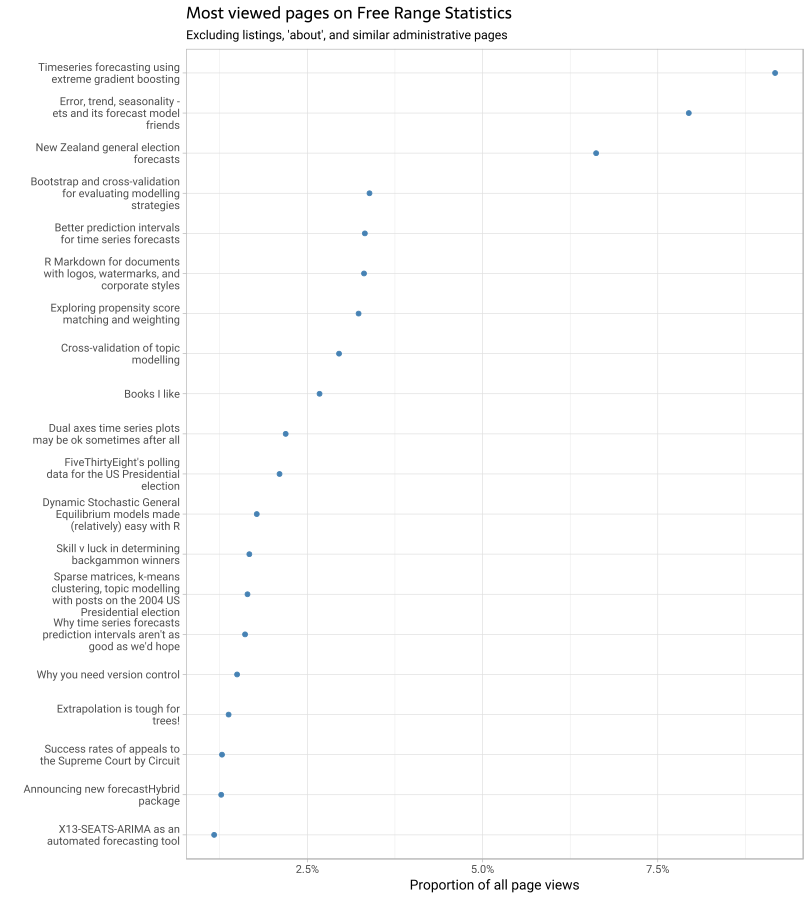 Most viewed pages on Free Range Statistics
Excluding listings, 'about', and similar administrative pages
Timeseries forecasting using
extreme gradient boosting
Error, trend, seasonality -
ets and its forecast model
friends
New Zealand general election
forecasts
Bootstrap and cross-validation
for evaluating modelling
strategies
Better prediction intervals
for time series forecasts
R Markdown for documents
with logos, watermarks, and
corporate styles
Exploring propensity score
matching and weighting
Cross-validation of topic
modelling
Books I like
Dual axes time series plots
may be ok sometimes after all
FiveThirtyEight's polling
data for the US Presidential
election
Dynamic Stochastic General
Equilibrium models made
(relatively) easy with R
Skill v luck in determining
backgammon winners
Sparse matrices, k-means
clustering, topic modelling
with posts on the 2004 US
Presidential election
Why time series forecasts
prediction intervals aren't as
good as we'd hope
Why you need version control
Extrapolation is tough for
trees!
Success rates of appeals to
the Supreme Court by Circuit
Announcing new forecastHybrid
package
X13-SEATS-ARIMA as an
automated forecasting tool
2.5%
5.0%
7.5%
Proportion of all page views